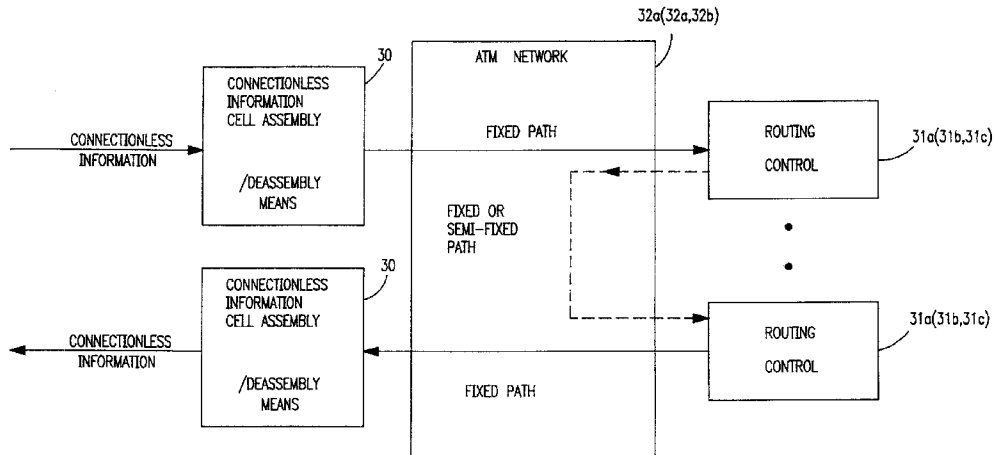 32a(32a,32b)
30
ATM NETWORK
CONNECTIONLESS
INFORMATION
CELL ASSEMBLY
/DEASSEMBLY
MEANS
CONNECTIONLESS
INFORMATION
FIXED PATH
ROUTING
CONTROL
31a(31b,31c)
FIXED OR
SEMI-FIXED
PATH
30
CONNECTIONLESS
INFORMATION
CELL ASSEMBLY
/DEASSEMBLY
MEANS
CONNECTIONLESS
INFORMATION
FIXED PATH
ROUTING
CONTROL
31a(31b,31c)